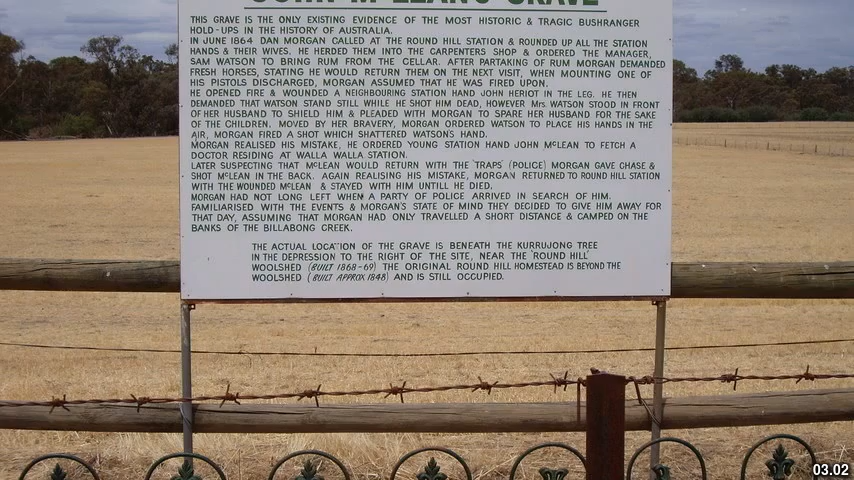 JOHN McLEAN'S GRAVE
THIS GRAVE IS THE ONLY EXISTING EVIDENCE OF THE MOST HISTORIC & TRAGIC BUSHRANGER
HOLD-UPS IN THE HISTORY OF AUSTRALIA.
IN JUNE 1864 DAN MORGAN CALLED AT THE ROUND HILL STATION & ROUNDED UP ALL THE STATION
HANDS & THEIR WIVES. HE HERDED THEM INTO THE CARPENTERS SHOP & ORDERED THE MANAGER,
SAM WATSON TO BRING RUM FROM THE CELLAR. AFTER PARTAKING OF RUM MORGAN DEMANDED
FRESH HORSES, STATING HE WOULD RETURN THEM ON THE NEXT VISIT, WHEN MOUNTING ONE OF
HIS PISTOLS DISCHARGED, MORGAN ASSUMED THAT HE WAS FIRED UPON.
HE OPENED FIRE & WOUNDED A NEIGHBOURING STATION HAND JOHN HERIOT IN THE LEG. HE THEN
DEMANDED THAT WATSON STAND STILL WHILE HE SHOT HIM DEAD, HOWEVER Mrs. WATSON STOOD IN FRONT
OF HER HUSBAND TO SHIELD HIM & PLEADED WITH MORGAN TO SPARE HER HUSBAND FOR THE SAKE
OF THE CHILDREN. MOVED BY HER BRAVERY, MORGAN ORDERED WATSON TO PLACE HIS HANDS IN THE
AIR, MORGAN FIRED A SHOT WHICH SHATTERED WATSON'S HAND.
MORGAN REALISED HIS MISTAKE, HE ORDERED YOUNG STATION HAND JOHN McLEAN TO FETCH A
DOCTOR RESIDING AT WALLA WALLA STATION.
LATER SUSPECTING THAT McLEAN WOULD RETURN WITH THE 'TRAPS' (POLICE) MORGAN GAVE CHASE &
SHOT McLEAN IN THE BACK. AGAIN REALISING HIS MISTAKE, MORGAN RETURNED TO ROUND HILL STATION
WITH THE WOUNDED McLEAN & STAYED WITH HIM UNTILL HE DIED.
MORGAN HAD NOT LONG LEFT WHEN A PARTY OF POLICE ARRIVED IN SEARCH OF HIM.
FAMILIARISED WITH THE EVENTS & MORGAN'S STATE OF MIND THEY DECIDED TO GIVE HIM AWAY FOR
THAT DAY, ASSUMING THAT MORGAN HAD ONLY TRAVELLED A SHORT DISTANCE & CAMPED ON THE
BANKS OF THE BILLABONG CREEK.
THE ACTUAL LOCATION OF THE GRAVE IS BENEATH THE KURRUJONG TREE
IN THE DEPRESSION TO THE RIGHT OF THE SITE, NEAR THE 'ROUND HILL'
WOOLSHED (BUILT 1868-69) THE ORIGINAL ROUND HILL HOMESTEAD IS BEYOND THE
WOOLSHED (BUILT APPROX 1848) AND IS STILL OCCUPIED.
03.02